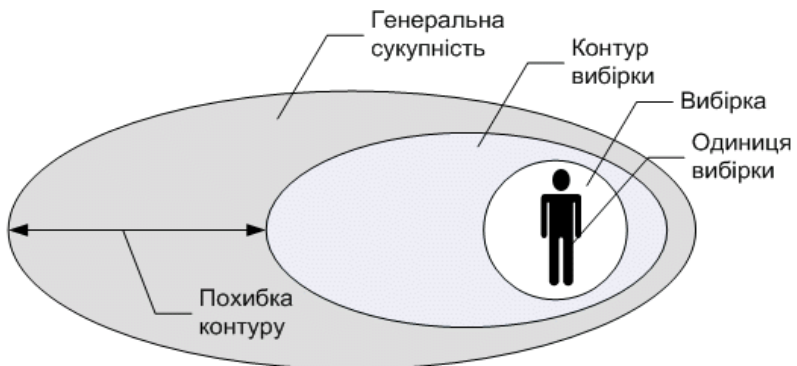 Генеральна
сукупність
Контур
вибірки
Вибірка
Одиниця
вибірки
Похибка
контуру